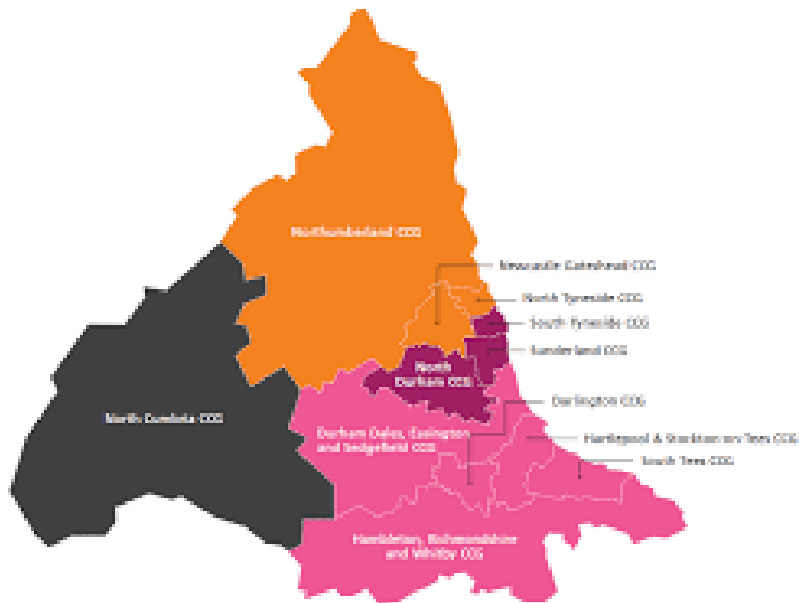 Northumberland CCG
Newcastle Gateshead CCG
North Tyneside CCG
South Tyneside CCG
Sunderland CCG
North
Durham CCG
Darlington CCG
North Cumbria CCG
Durham Dales, Easington
and Sedgefield CCG
Hartlepool & Stockton on Tees CCG
South Tees CCG
Hambleton, Richmondshire
and Whitby CCG